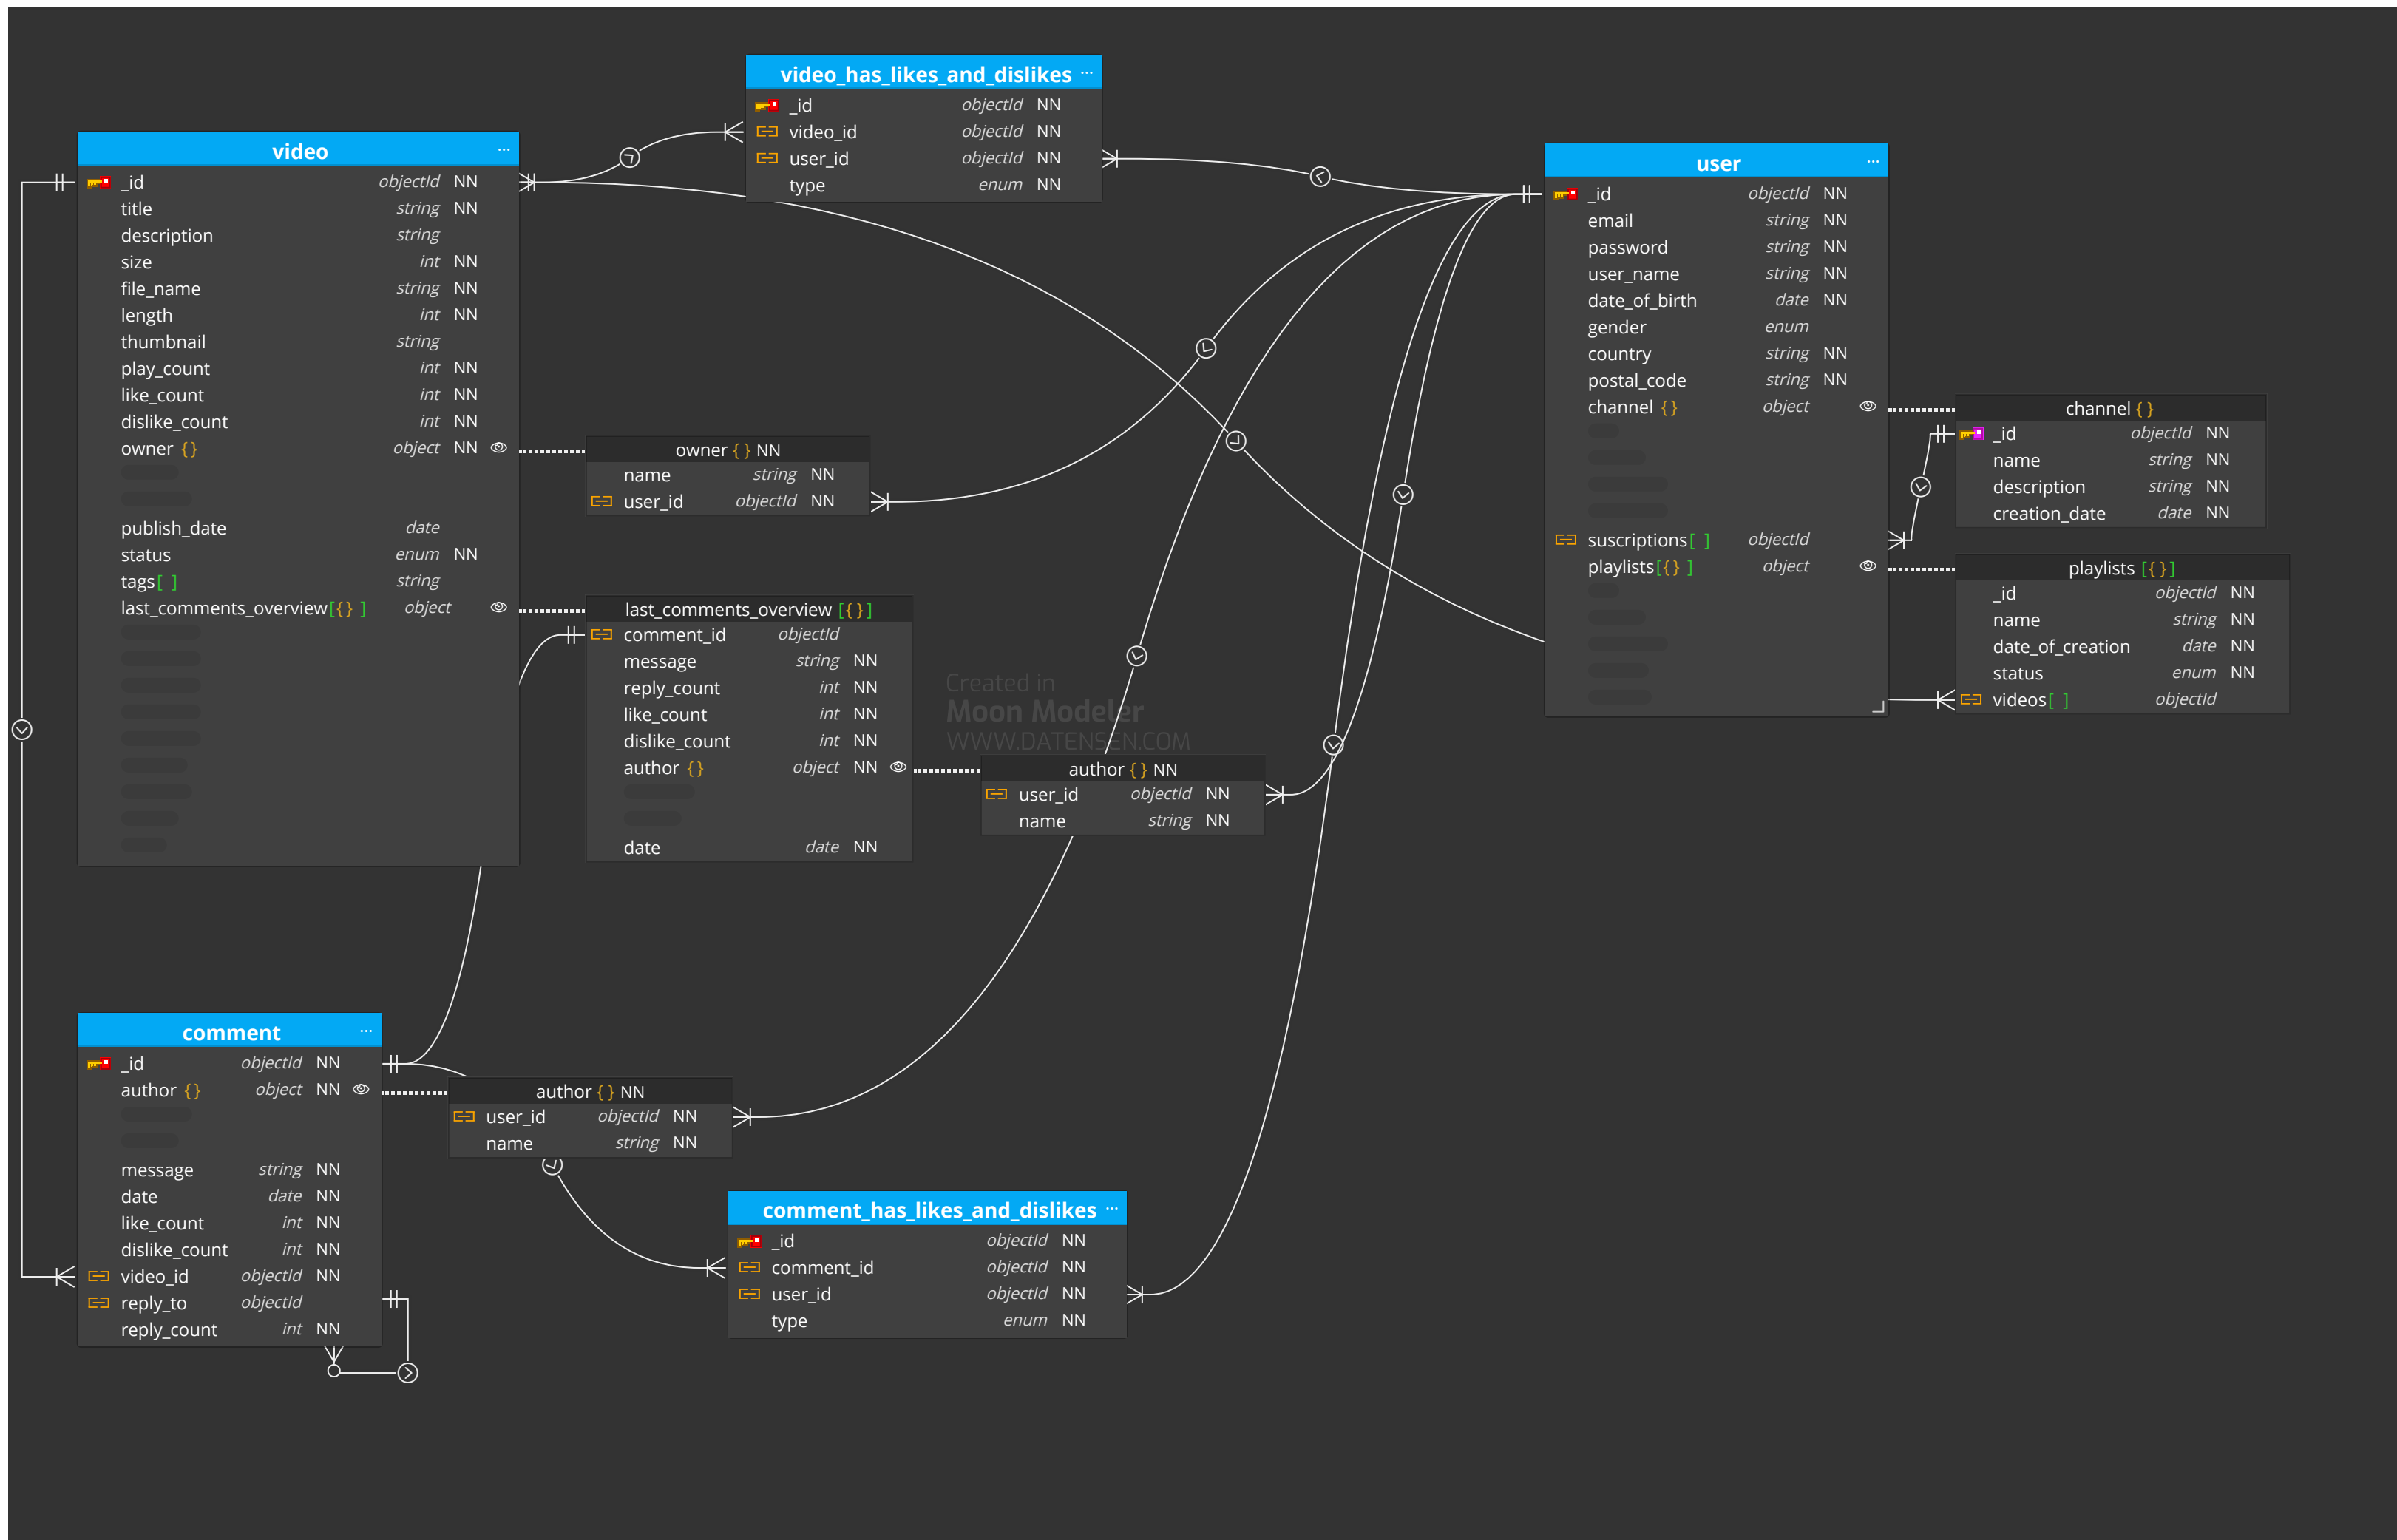 video_has_likes_and_dislikes ...
_id objectId NN
video_id objectId NN
user_id objectId NN
type enum NN
video ...
_id objectId NN
title string NN
description string
size int NN
file_name string NN
length int NN
thumbnail string
play_count int NN
like_count int NN
dislike_count int NN
owner {} object NN
publish_date date
status enum NN
tags[ ] string
last_comments_overview[{} ] object
user ...
_id objectId NN
email string NN
password string NN
user_name string NN
date_of_birth date NN
gender enum
country string NN
postal_code string NN
channel {} object
suscriptions[ ] objectId
playlists[{} ] object
channel {}
_id objectId NN
name string NN
description string NN
creation_date date NN
playlists [{}]
_id objectId NN
name string NN
date_of_creation date NN
status enum NN
videos[ ] objectId
owner {} NN
name string NN
user_id objectId NN
last_comments_overview [{}]
comment_id objectId
message string NN
reply_count int NN
like_count int NN
dislike_count int NN
author {} object NN
date date NN
Created in
Moon Modeler
WWW.DATENSEN.COM
author {} NN
user_id objectId NN
name string NN
comment ...
_id objectId NN
author {} object NN
message string NN
date date NN
like_count int NN
dislike_count int NN
video_id objectId NN
reply_to objectId
reply_count int NN
author {} NN
user_id objectId NN
name string NN
comment_has_likes_and_dislikes ...
_id objectId NN
comment_id objectId NN
user_id objectId NN
type enum NN